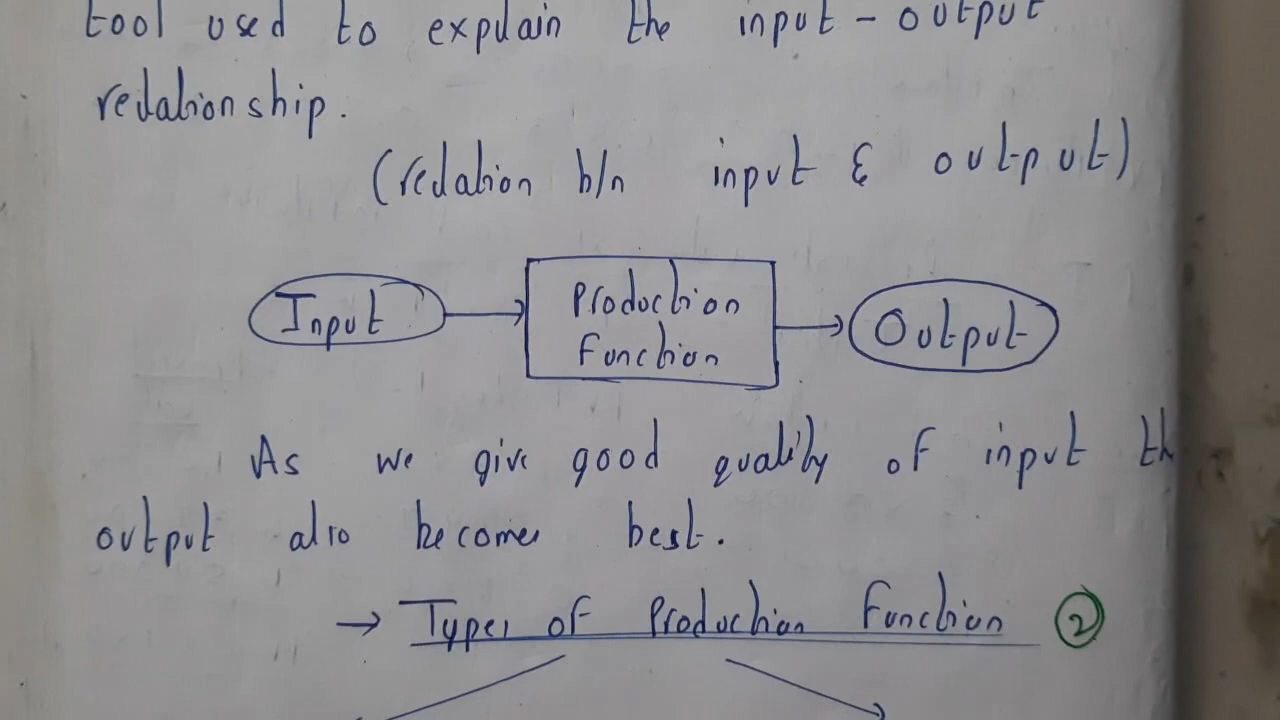 tool used to explain the input - output
relationship.
(relation b/n input & output)
Input → Production Function → Output
As we give good quality of input th
output also becomes best.
→ Types of Production Function ②